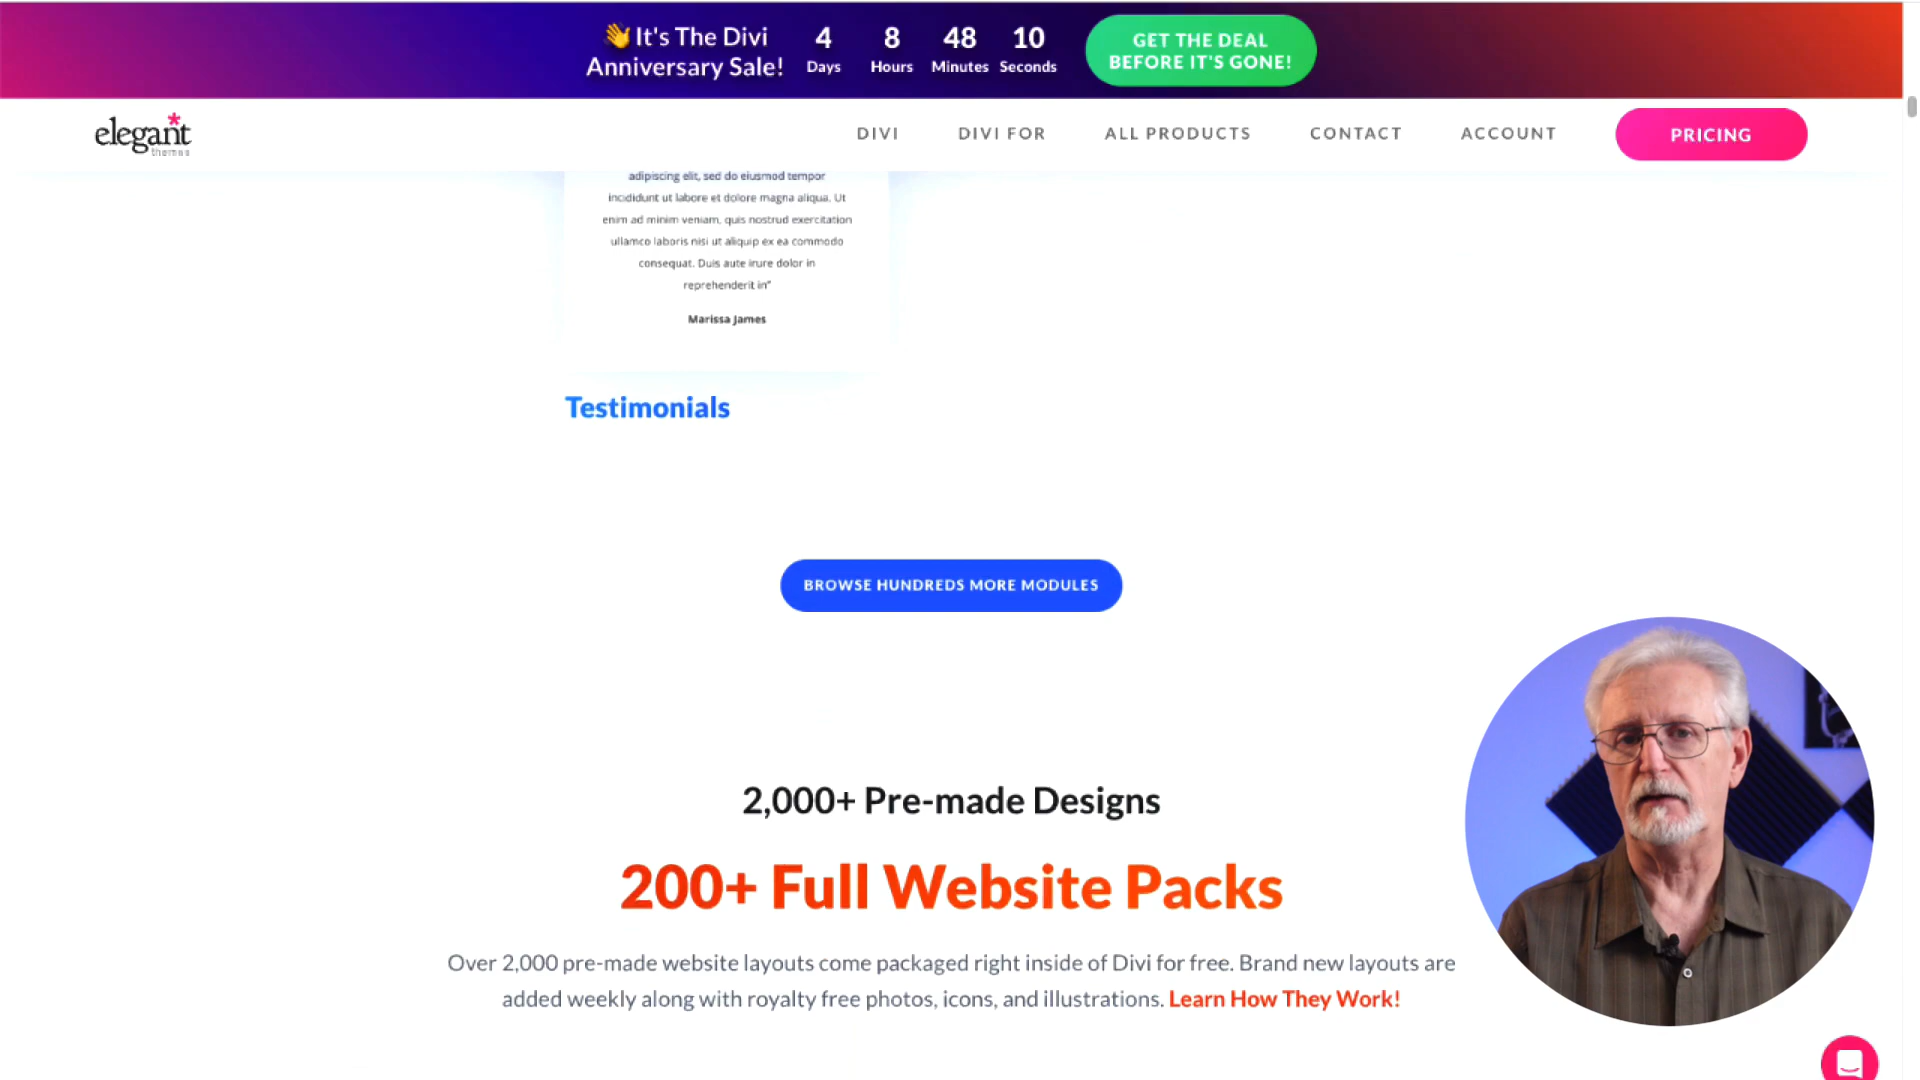 👋 It's The Divi
Anniversary Sale!
4
Days
8
Hours
48
Minutes
10
Seconds
GET THE DEAL
BEFORE IT'S GONE!
elegant
themes
DIVI
DIVI FOR
ALL PRODUCTS
CONTACT
ACCOUNT
PRICING
adipiscing elit, sed do eiusmod tempor
incididunt ut labore et dolore magna aliqua. Ut
enim ad minim veniam, quis nostrud exercitation
ullamco laboris nisi ut aliquip ex ea commodo
consequat. Duis aute irure dolor in
reprehenderit in"
Marissa James
Testimonials
BROWSE HUNDREDS MORE MODULES
2,000+ Pre-made Designs
200+ Full Website Packs
Over 2,000 pre-made website layouts come packaged right inside of Divi for free. Brand new layouts are
added weekly along with royalty free photos, icons, and illustrations. Learn How They Work!